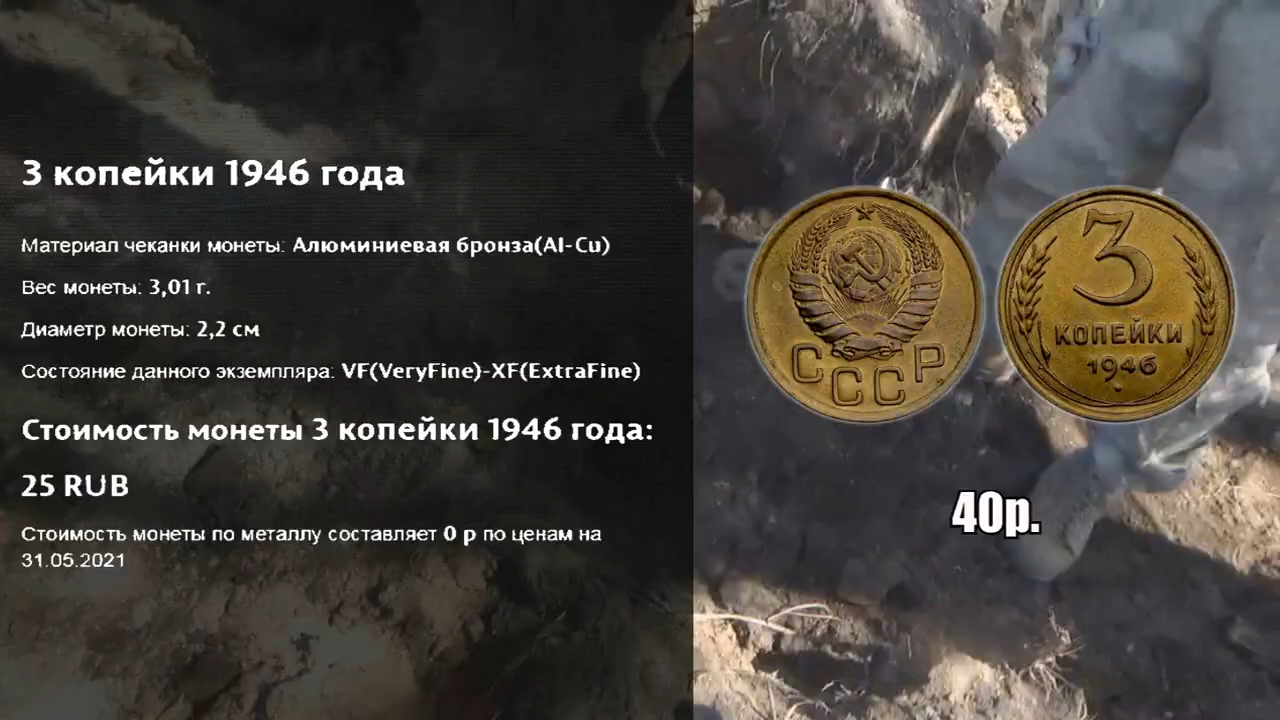 3 копейки 1946 года
Материал чеканки монеты: Алюминиевая бронза(Al-Cu)
Вес монеты: 3,01 г.
Диаметр монеты: 2,2 см
Состояние данного экземпляра: VF(VeryFine)-XF(ExtraFine)
Стоимость монеты 3 копейки 1946 года:
25 RUB
Стоимость монеты по металлу составляет 0 р по ценам на
31.05.2021
СССР
3
КОПЕЙКИ
1946
40р.